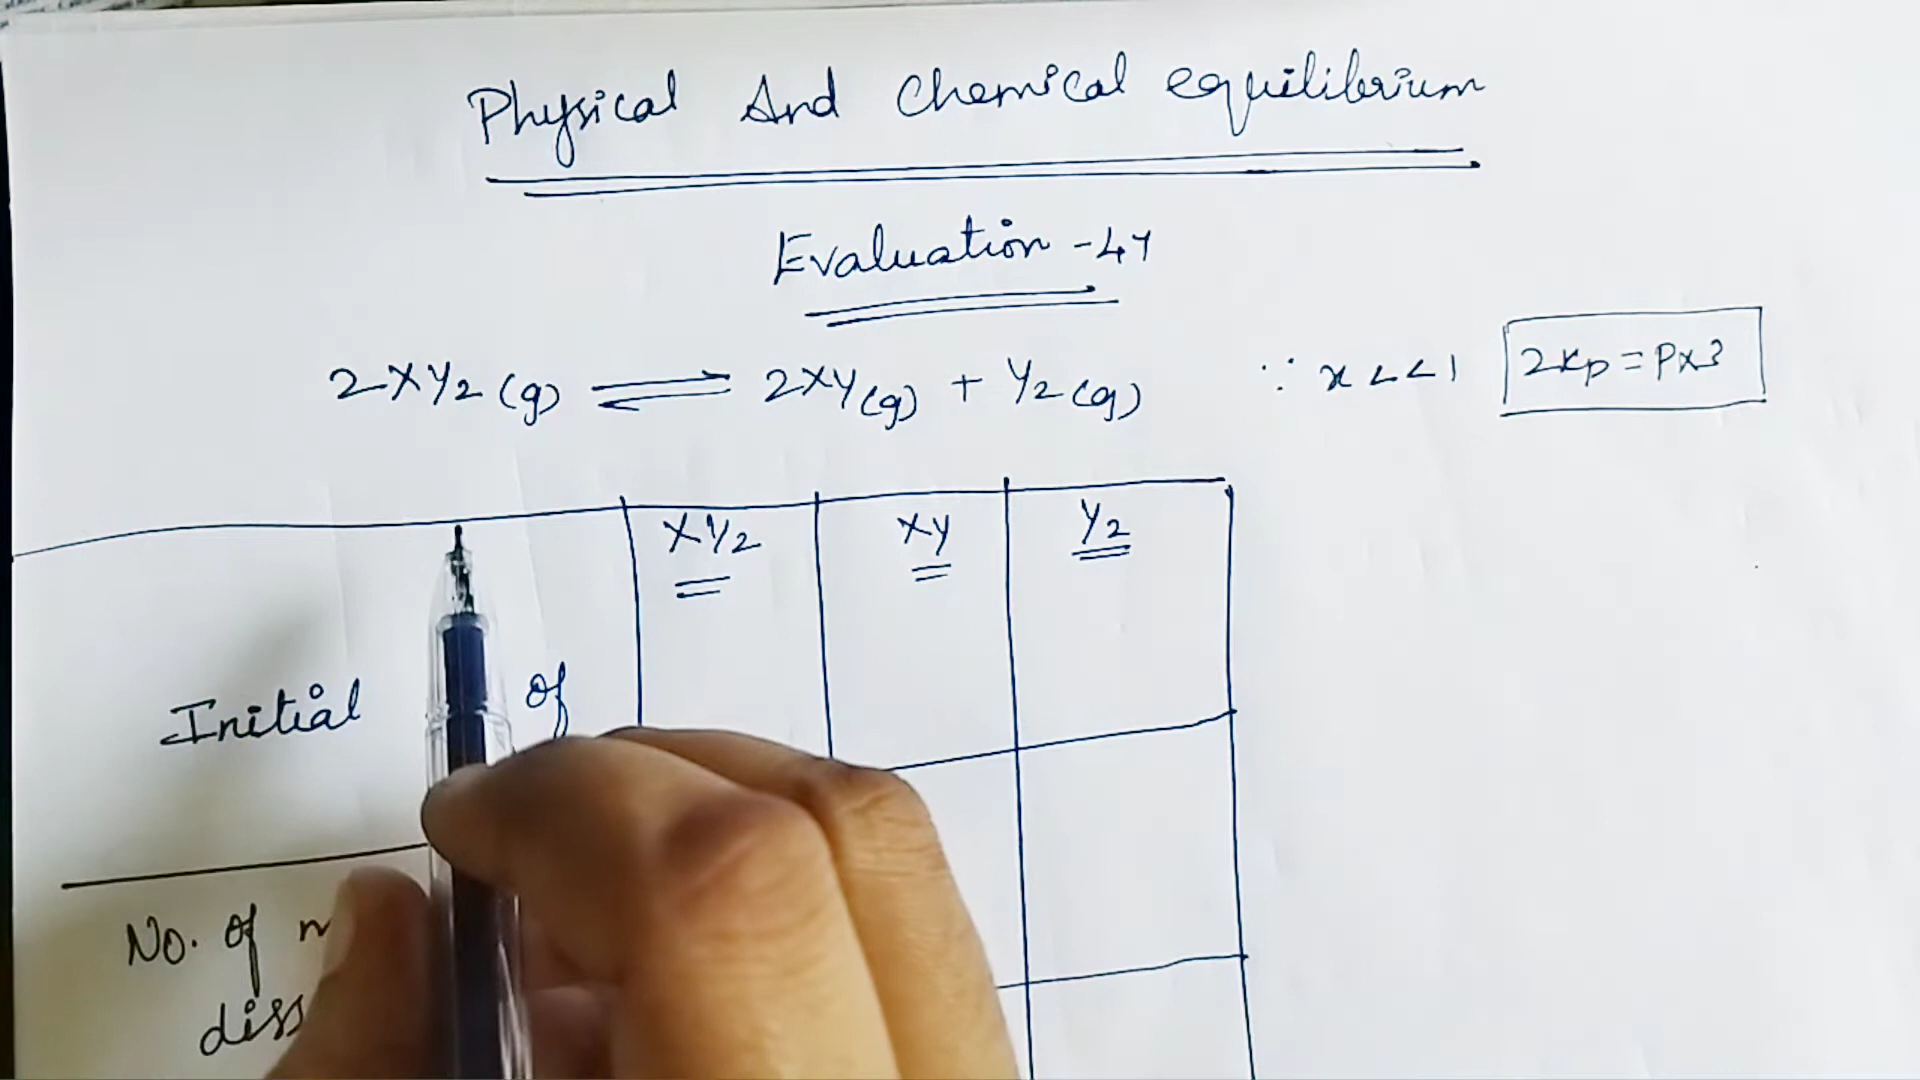 Physical And Chemical equilibrium
Evaluation - 47
2XY2(g) ⇌ 2XY(g) + Y2(g) ∵ x<<1 2Kp = Px3
XY2 XY Y2
Initial of
No. of